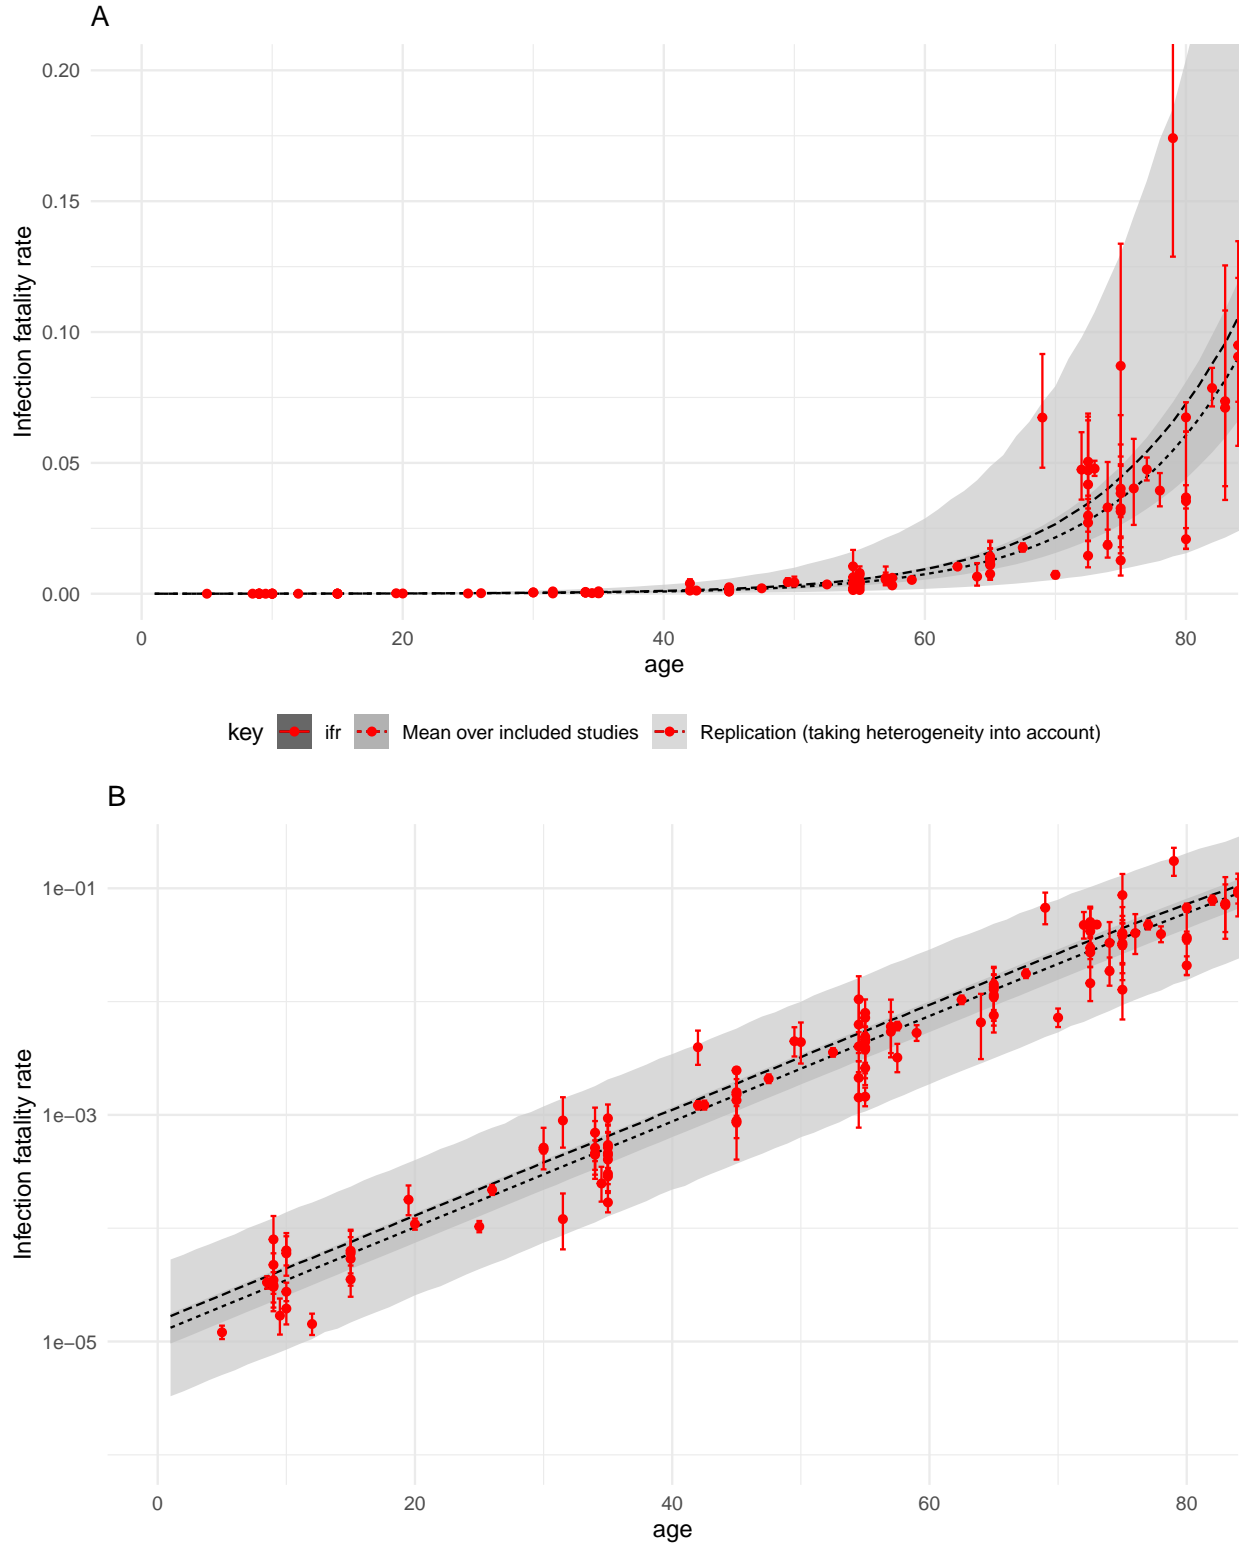 A
0.20
0.15
0.10
0.05
0.00
Infection fatality rate
0 20 40 60 80
age
key ifr Mean over included studies Replication (taking heterogeneity into account)
B
1e−01
1e−03
1e−05
Infection fatality rate
0 20 40 60 80
age